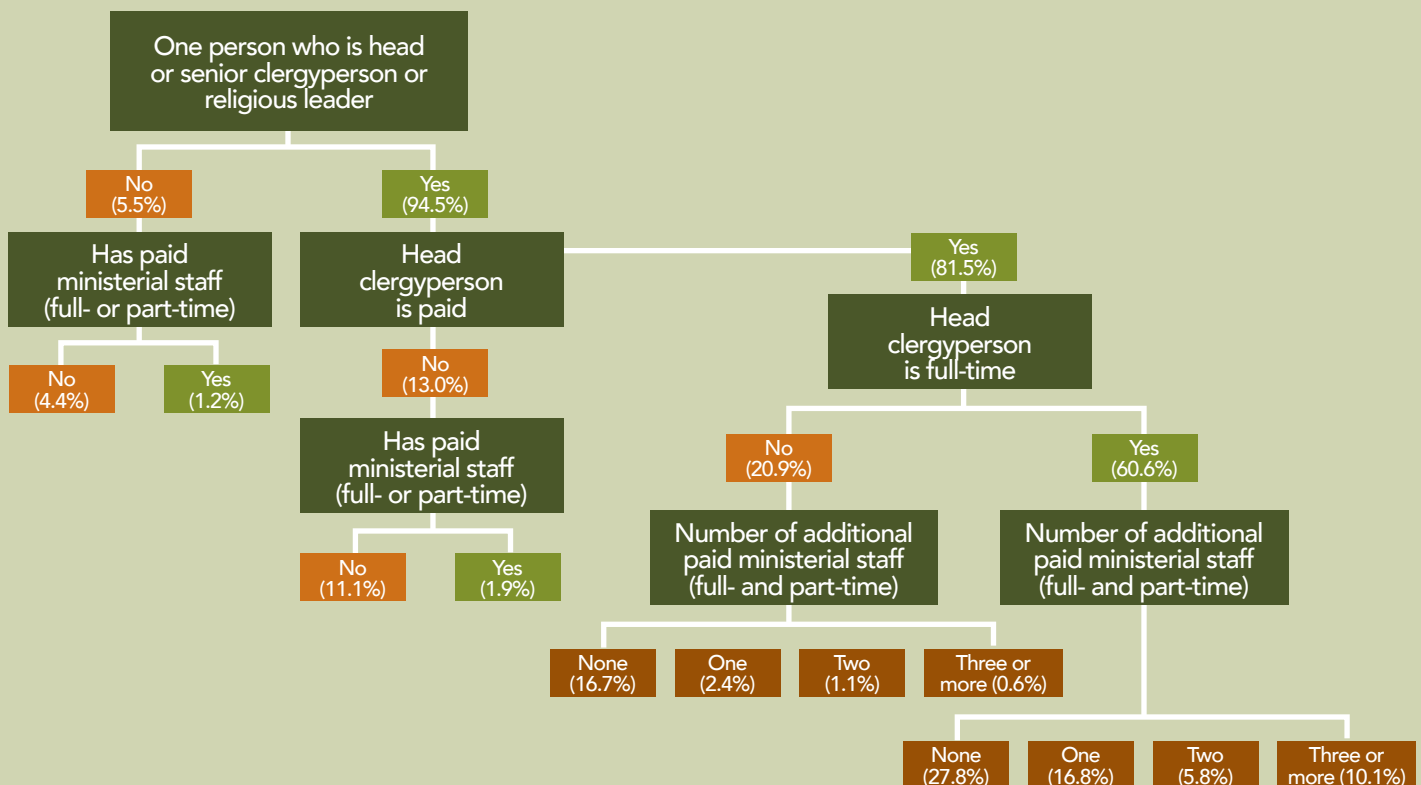 One person who is head
or senior clergyperson or
religious leader
No
(5.5%)
Yes
(94.5%)
Has paid
ministerial staff
(full- or part-time)
Head
clergyperson
is paid
Yes
(81.5%)
Head
clergyperson
is full-time
No
(4.4%)
Yes
(1.2%)
No
(13.0%)
Has paid
ministerial staff
(full- or part-time)
No
(11.1%)
Yes
(1.9%)
No
(20.9%)
Yes
(60.6%)
Number of additional
paid ministerial staff
(full- and part-time)
Number of additional
paid ministerial staff
(full- and part-time)
None
(16.7%)
One
(2.4%)
Two
(1.1%)
Three or
more (0.6%)
None
(27.8%)
One
(16.8%)
Two
(5.8%)
Three or
more (10.1%)